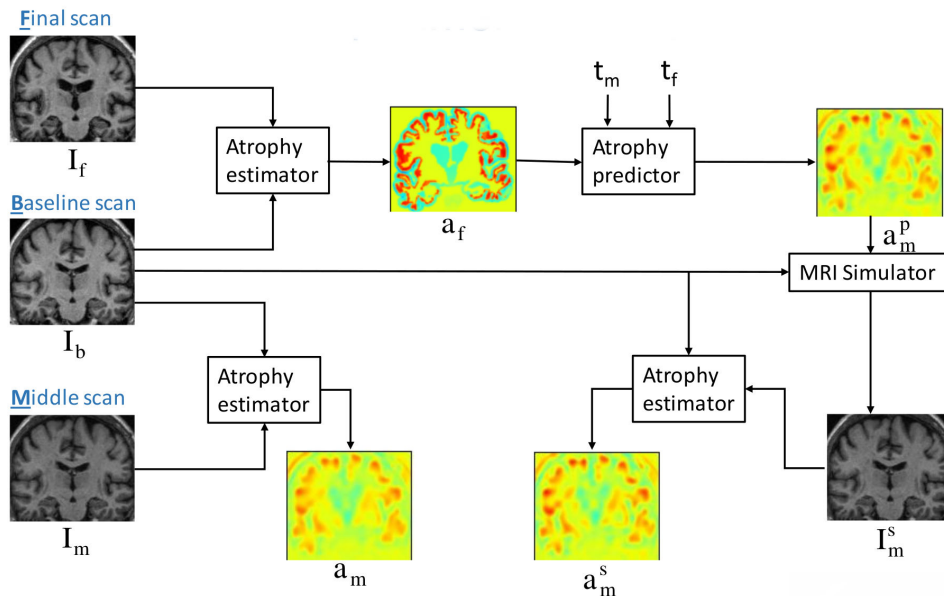 Final scan
I_f
Baseline scan
I_b
Middle scan
I_m
Atrophy
estimator
a_f
t_m
t_f
Atrophy
predictor
a_m^p
MRI Simulator
Atrophy
estimator
a_m
Atrophy
estimator
a_m^s
I_m^s